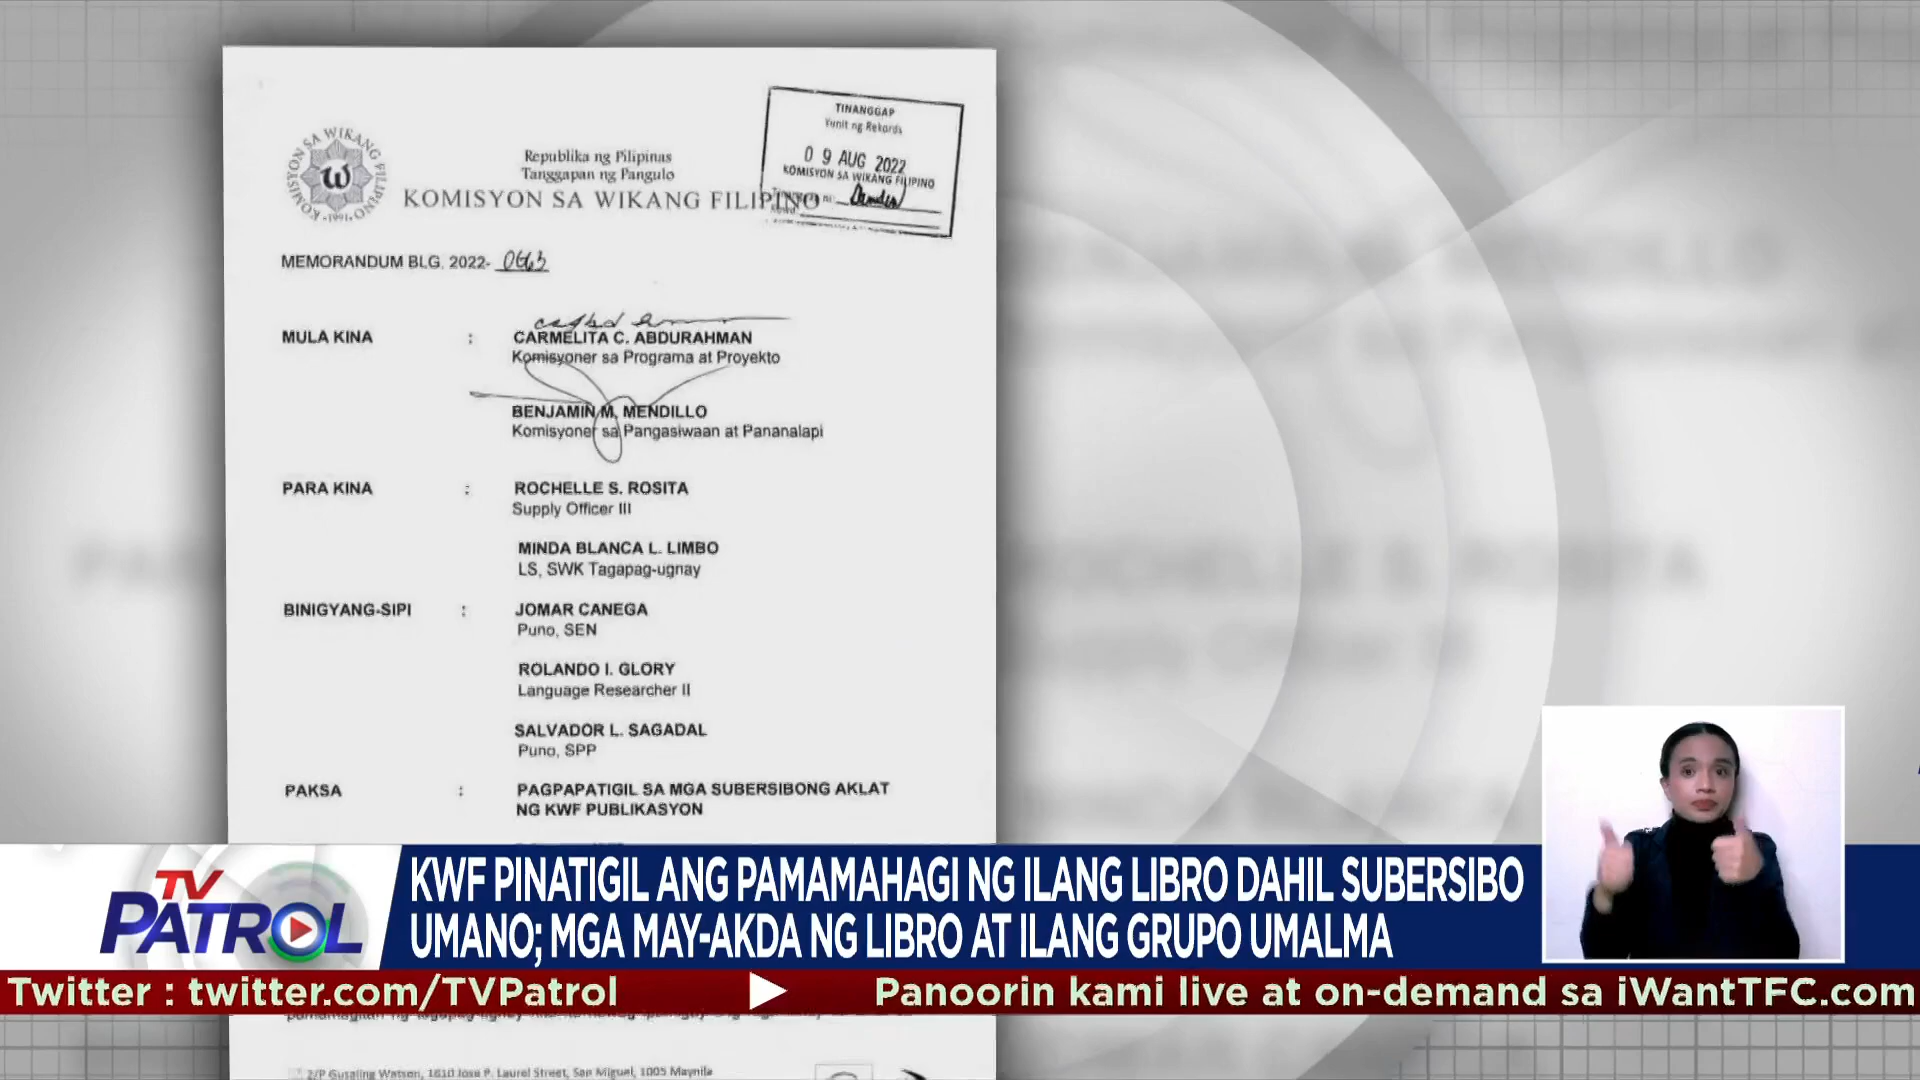 TINANGGAP
Yunit ng Rekords
0 9 AUG 2022
KOMISYON SA WIKANG FILIPINO
KOMISYON SA WIKANG FILIPINO
1991
W
Republika ng Pilipinas
Tanggapan ng Pangulo
KOMISYON SA WIKANG FILIPINO
MEMORANDUM BLG. 2022-
MULA KINA : CARMELITA C. ABDURAHMAN
Komisyoner sa Programa at Proyekto
BENJAMIN M. MENDILLO
Komisyoner sa Pangasiwaan at Pananalapi
PARA KINA : ROCHELLE S. ROSITA
Supply Officer III
MINDA BLANCA L. LIMBO
LS, SWK Tagapag-ugnay
BINIGYANG-SIPI : JOMAR CANEGA
Puno, SEN
ROLANDO I. GLORY
Language Researcher II
SALVADOR L. SAGADAL
Puno, SPP
PAKSA : PAGPAPATIGIL SA MGA SUBERSIBONG AKLAT
NG KWF PUBLIKASYON
TV PATROL
KWF PINATIGIL ANG PAMAMAHAGI NG ILANG LIBRO DAHIL SUBERSIBO
UMANO; MGA MAY-AKDA NG LIBRO AT ILANG GRUPO UMALMA
Twitter : twitter.com/TVPatrol Panoorin kami live at on-demand sa iWantTFC.com
2/P Gusaling Watson, 1610 Jose P. Laurel Street, San Miguel, 1005 Maynila